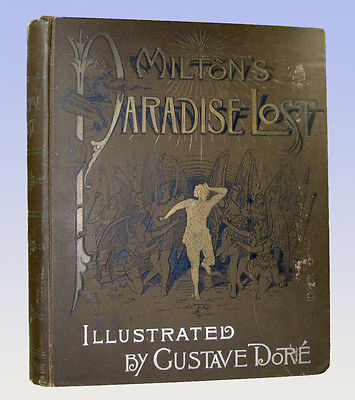 MILTON'S
PARADISE LOST
ILLUSTRATED
BY GUSTAVE DORÉ